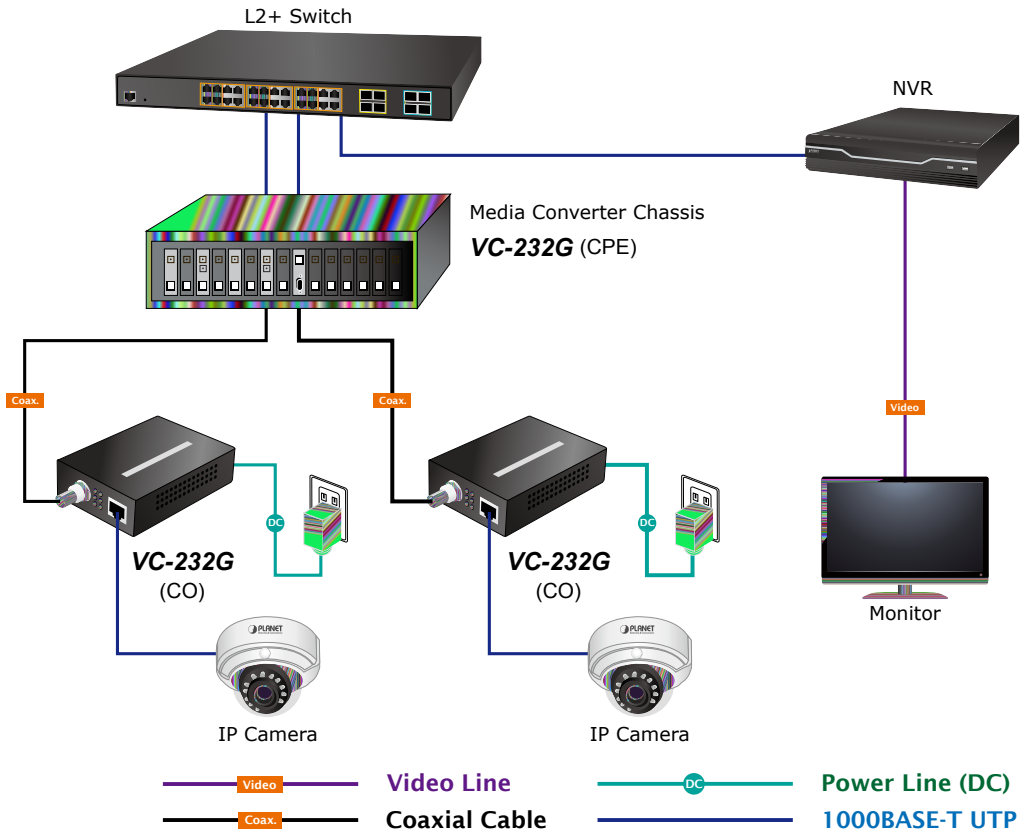 L2+ Switch
NVR
Media Converter Chassis
VC-232G (CPE)
Coax.
Coax.
Video
DC
DC
VC-232G
(CO)
VC-232G
(CO)
Monitor
PLANET
PLANET
IP Camera
IP Camera
Video
Video Line
DC
Power Line (DC)
Coax.
Coaxial Cable
1000BASE-T UTP